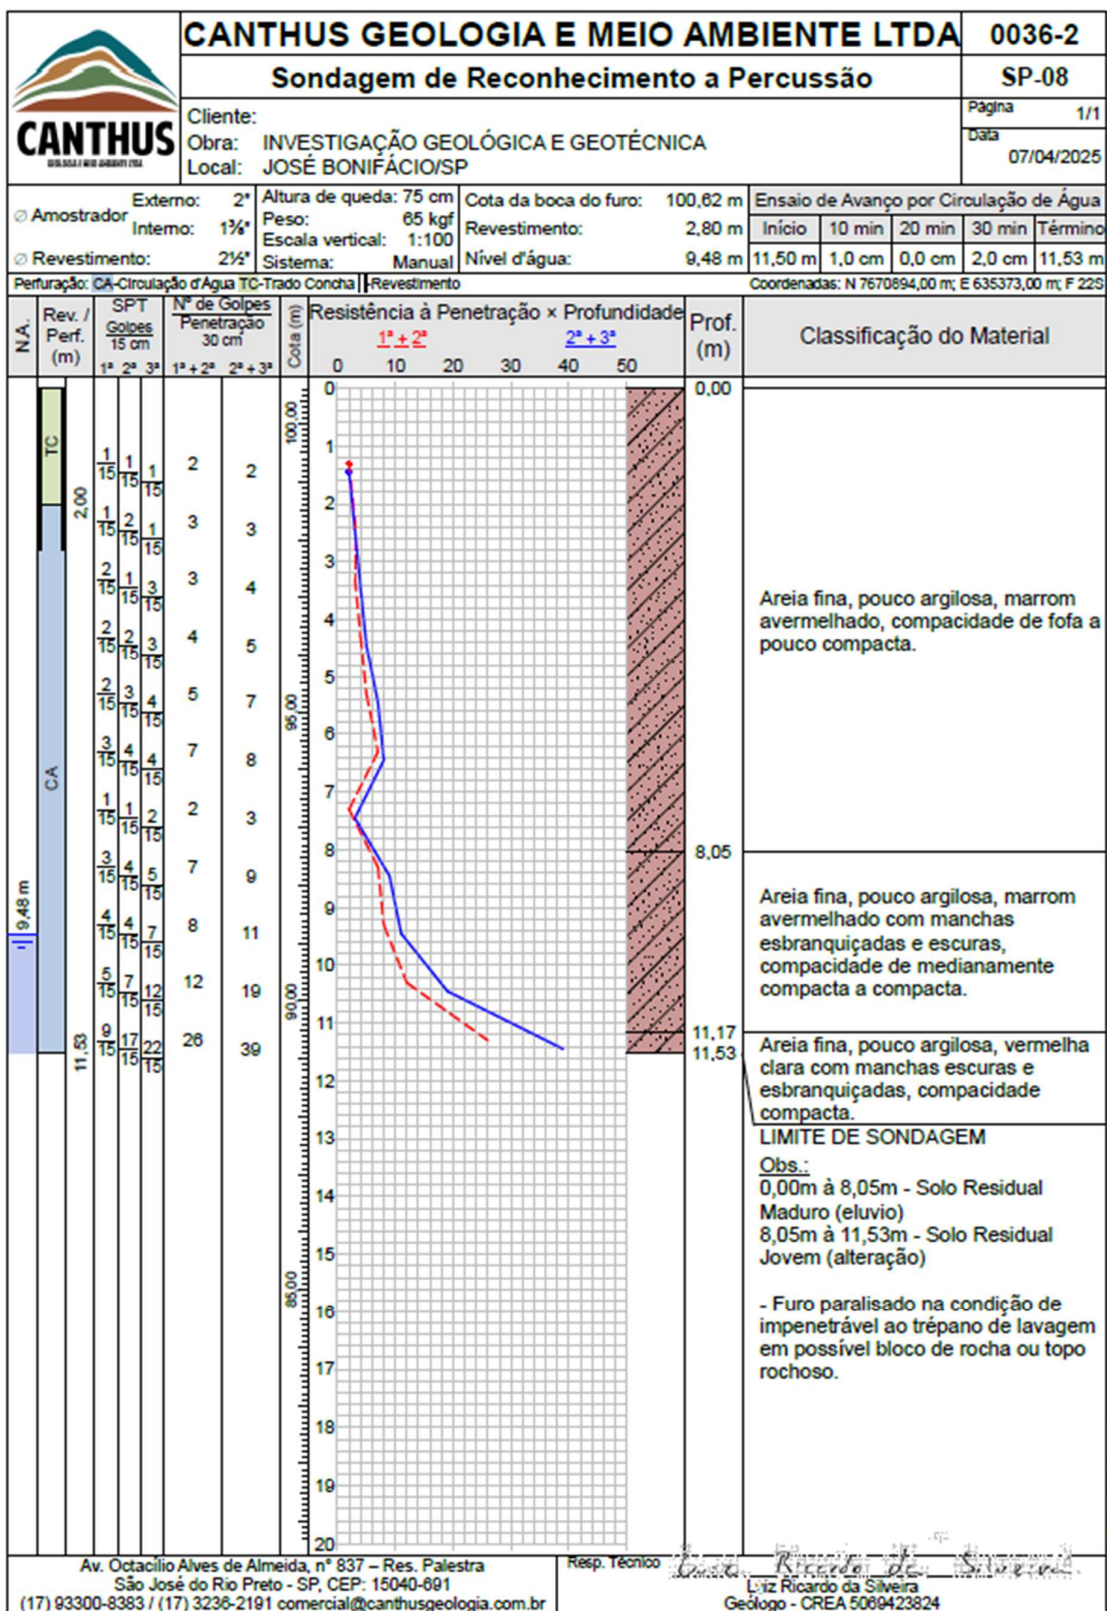 CANTHUS
CANTHUS GEOLOGIA E MEIO AMBIENTE LTDA
0036-2
Sondagem de Reconhecimento a Percussão
SP-08
Cliente:
Obra: INVESTIGAÇÃO GEOLÓGICA E GEOTÉCNICA
Local: JOSÉ BONIFÁCIO/SP
Página 1/1
Data
07/04/2025
∅ Amostrador Externo: 2"
Interno: 1⅜"
∅ Revestimento: 2½"
Altura de queda: 75 cm
Peso: 65 kgf
Escala vertical: 1:100
Sistema: Manual
Cota da boca do furo: 100,62 m
Revestimento: 2,80 m
Nível d'água: 9,48 m
Ensaio de Avanço por Circulação de Água
Início 10 min 20 min 30 min Término
11,50 m 1,0 cm 0,0 cm 2,0 cm 11,53 m
Perfuração: CA-Circulação d'Água TC-Trado Concha -Revestimento
Coordenadas: N 7670894,00 m; E 635373,00 m; F 22S
N.A.
Rev. / Perf. (m)
SPT
Golpes
15 cm
1ª 2ª 3ª
Nº de Golpes
Penetração
30 cm
1ª + 2ª 2ª + 3ª
Cota (m)
Resistência à Penetração × Profundidade
1ª + 2ª 2ª + 3ª
0 10 20 30 40 50
Prof.
(m)
Classificação do Material
TC
2,00
CA
11,53
9,48 m
1/15 1/15 1/15 2 2
1/15 2/15 1/15 3 3
2/15 1/15 3/15 3 4
2/15 2/15 3/15 4 5
2/15 3/15 4/15 5 7
3/15 4/15 4/15 7 8
1/15 1/15 2/15 2 3
3/15 4/15 5/15 7 9
4/15 4/15 7/15 8 11
5/15 7/15 12/15 12 19
9/15 17/15 22/15 26 39
100,00
95,00
90,00
85,00
0
1
2
3
4
5
6
7
8
9
10
11
12
13
14
15
16
17
18
19
20
0,00
8,05
11,17
11,53
Areia fina, pouco argilosa, marrom
avermelhado, compacidade de fofa a
pouco compacta.
Areia fina, pouco argilosa, marrom
avermelhado com manchas
esbranquiçadas e escuras,
compacidade de medianamente
compacta a compacta.
Areia fina, pouco argilosa, vermelha
clara com manchas escuras e
esbranquiçadas, compacidade
compacta.
LIMITE DE SONDAGEM
Obs.:
0,00m à 8,05m - Solo Residual
Maduro (eluvio)
8,05m à 11,53m - Solo Residual
Jovem (alteração)
- Furo paralisado na condição de
impenetrável ao trépano de lavagem
em possível bloco de rocha ou topo
rochoso.
Av. Octacílio Alves de Almeida, n° 837 – Res. Palestra
São José do Rio Preto - SP, CEP: 15040-691
(17) 93300-8383 / (17) 3236-2191 comercial@canthusgeologia.com.br
Resp. Técnico
Luiz Ricardo da Silveira
Geólogo - CREA 5069423824